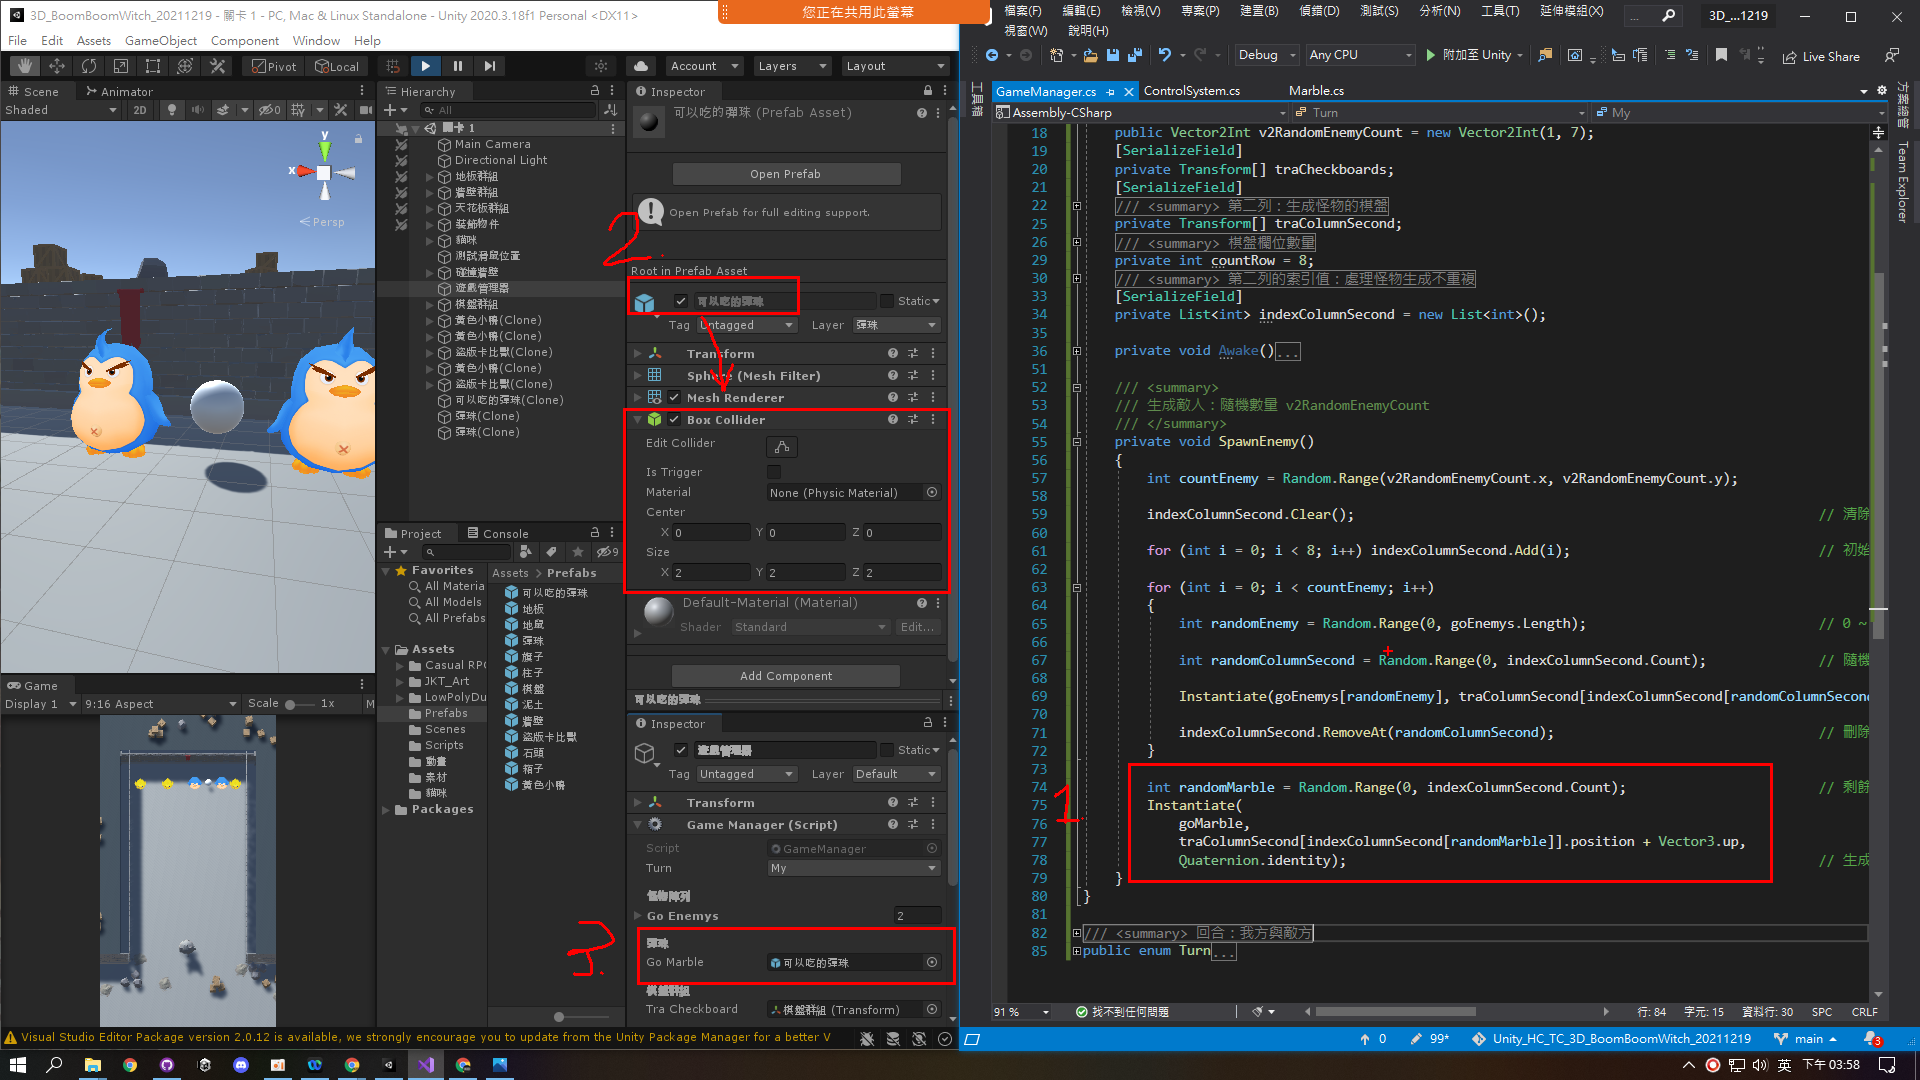 3D_BoomBoomWitch_20211219 - 關卡 1 - PC, Mac & Linux Standalone - Unity 2020.3.18f1 Personal <DX11>
您正在共用此螢幕
File Edit Assets GameObject Component Window Help
Pivot Local Account Layers Layout
Scene Animator
Shaded 2D
y
x
Persp
Hierarchy
All
關卡 1
Main Camera
Directional Light
地板群組
牆壁群組
天花板群組
裝飾物件
貓咪
測試滑鼠位置
碰撞牆壁
遊戲管理器
棋盤群組
黃色小鴨(Clone)
黃色小鴨(Clone)
盜版卡比獸(Clone)
黃色小鴨(Clone)
盜版卡比獸(Clone)
可以吃的彈珠(Clone)
彈珠(Clone)
彈珠(Clone)
Inspector
可以吃的彈珠 (Prefab Asset)
Open Prefab
Open Prefab for full editing support.
2.
Root in Prefab Asset
可以吃的彈珠 Static
Tag Untagged Layer 彈珠
Transform
Sphere (Mesh Filter)
Mesh Renderer
Box Collider
Edit Collider
Is Trigger
Material None (Physic Material)
Center
X 0 Y 0 Z 0
Size
X 2 Y 2 Z 2
Default-Material (Material)
Shader Standard Edit...
Add Component
可以吃的彈珠
Inspector
遊戲管理器 Static
Tag Untagged Layer Default
Transform
Game Manager (Script)
Script GameManager
Turn My
怪物陣列
Go Enemys 2
3.
彈珠
Go Marble 可以吃的彈珠
棋盤群組
Tra Checkboard 棋盤群組 (Transform)
Project Console
9
Favorites
All Materia
All Models
All Prefabs
Assets
Casual RPG
JKT_Art
LowPolyDu
Prefabs
Scenes
Scripts
動畫
素材
貓咪
Packages
Assets > Prefabs
可以吃的彈珠
地板
地鼠
彈珠
旗子
柱子
棋盤
泥土
牆壁
盜版卡比獸
石頭
箱子
黃色小鴨
Game
Display 1 9:16 Aspect Scale 1x M
Visual Studio Editor Package version 2.0.12 is available, we strongly encourage you to update from the Unity Package Manager for a better V
檔案(F) 編輯(E) 檢視(V) 專案(P) 建置(B) 偵錯(D) 測試(S) 分析(N) 工具(T) 延伸模組(X)
視窗(W) 說明(H)
... 3D_...1219
Debug Any CPU 附加至 Unity Live Share
工具箱
GameManager.cs ControlSystem.cs Marble.cs
Assembly-CSharp Turn My
方案總管
Team Explorer
18 public Vector2Int v2RandomEnemyCount = new Vector2Int(1, 7);
19 [SerializeField]
20 private Transform[] traCheckboards;
21 [SerializeField]
22 /// <summary> 第二列：生成怪物的棋盤
25 private Transform[] traColumnSecond;
26 /// <summary> 棋盤欄位數量
29 private int countRow = 8;
30 /// <summary> 第二列的索引值：處理怪物生成不重複
33 [SerializeField]
34 private List<int> indexColumnSecond = new List<int>();
35
36 private void Awake()...
51
52 /// <summary>
53 /// 生成敵人：隨機數量 v2RandomEnemyCount
54 /// </summary>
55 private void SpawnEnemy()
56 {
57 int countEnemy = Random.Range(v2RandomEnemyCount.x, v2RandomEnemyCount.y);
58
59 indexColumnSecond.Clear(); // 清除
60
61 for (int i = 0; i < 8; i++) indexColumnSecond.Add(i); // 初始
62
63 for (int i = 0; i < countEnemy; i++)
64 {
65 int randomEnemy = Random.Range(0, goEnemys.Length); // 0 ~
66
67 int randomColumnSecond = Random.Range(0, indexColumnSecond.Count); // 隨機
68
69 Instantiate(goEnemys[randomEnemy], traColumnSecond[indexColumnSecond[randomColumnSecond
70
71 indexColumnSecond.RemoveAt(randomColumnSecond); // 刪除
72 }
73
1.
74 int randomMarble = Random.Range(0, indexColumnSecond.Count); // 剩餘
75 Instantiate(
76 goMarble,
77 traColumnSecond[indexColumnSecond[randomMarble]].position + Vector3.up,
78 Quaternion.identity); // 生成
79 }
80 }
81
82 /// <summary> 回合：我方與敵方
85 public enum Turn...
91 % 找不到任何問題 行: 84 字元: 15 資料行: 30 SPC CRLF
0 99* Unity_HC_TC_3D_BoomBoomWitch_20211219 main 3
英 下午 03:58